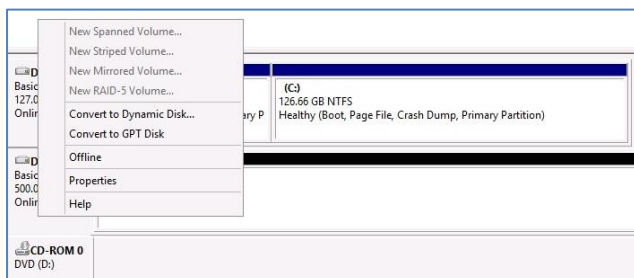 New Spanned Volume...
New Striped Volume...
New Mirrored Volume...
New RAID-5 Volume...
Convert to Dynamic Disk...
Convert to GPT Disk
Offline
Properties
Help
D
Basic
127.0
Onlin
ary P
(C:)
126.66 GB NTFS
Healthy (Boot, Page File, Crash Dump, Primary Partition)
D
Basic
500.0
Onlin
CD-ROM 0
DVD (D:)